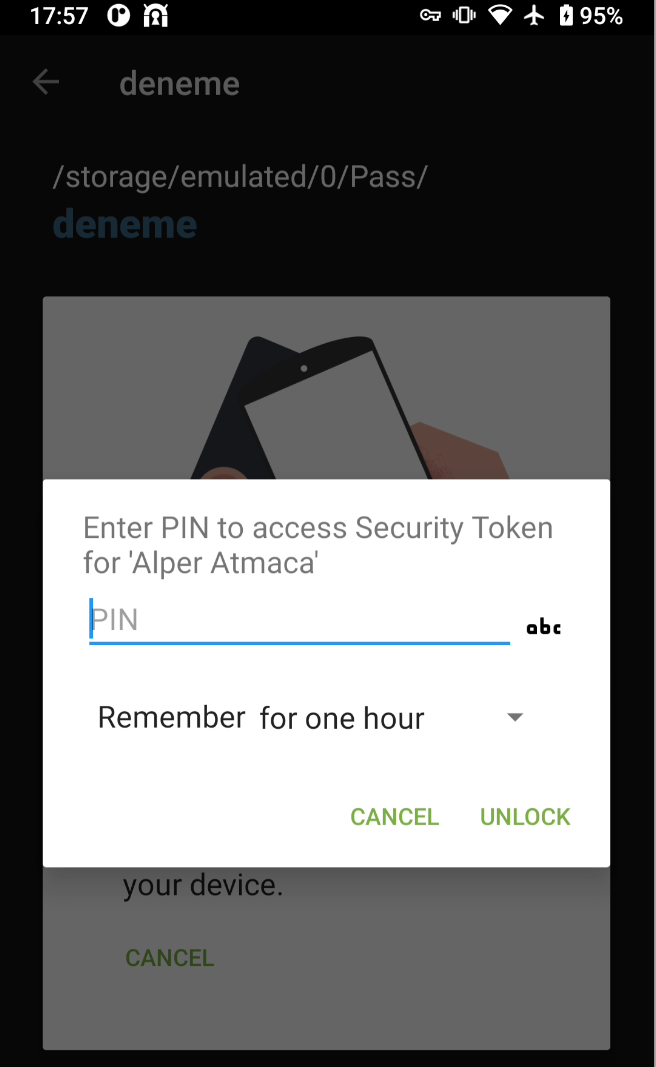 17:57
95%
deneme
/storage/emulated/0/Pass/
deneme
Enter PIN to access Security Token
for 'Alper Atmaca'
PIN
abc
Remember for one hour
CANCEL UNLOCK
your device.
CANCEL